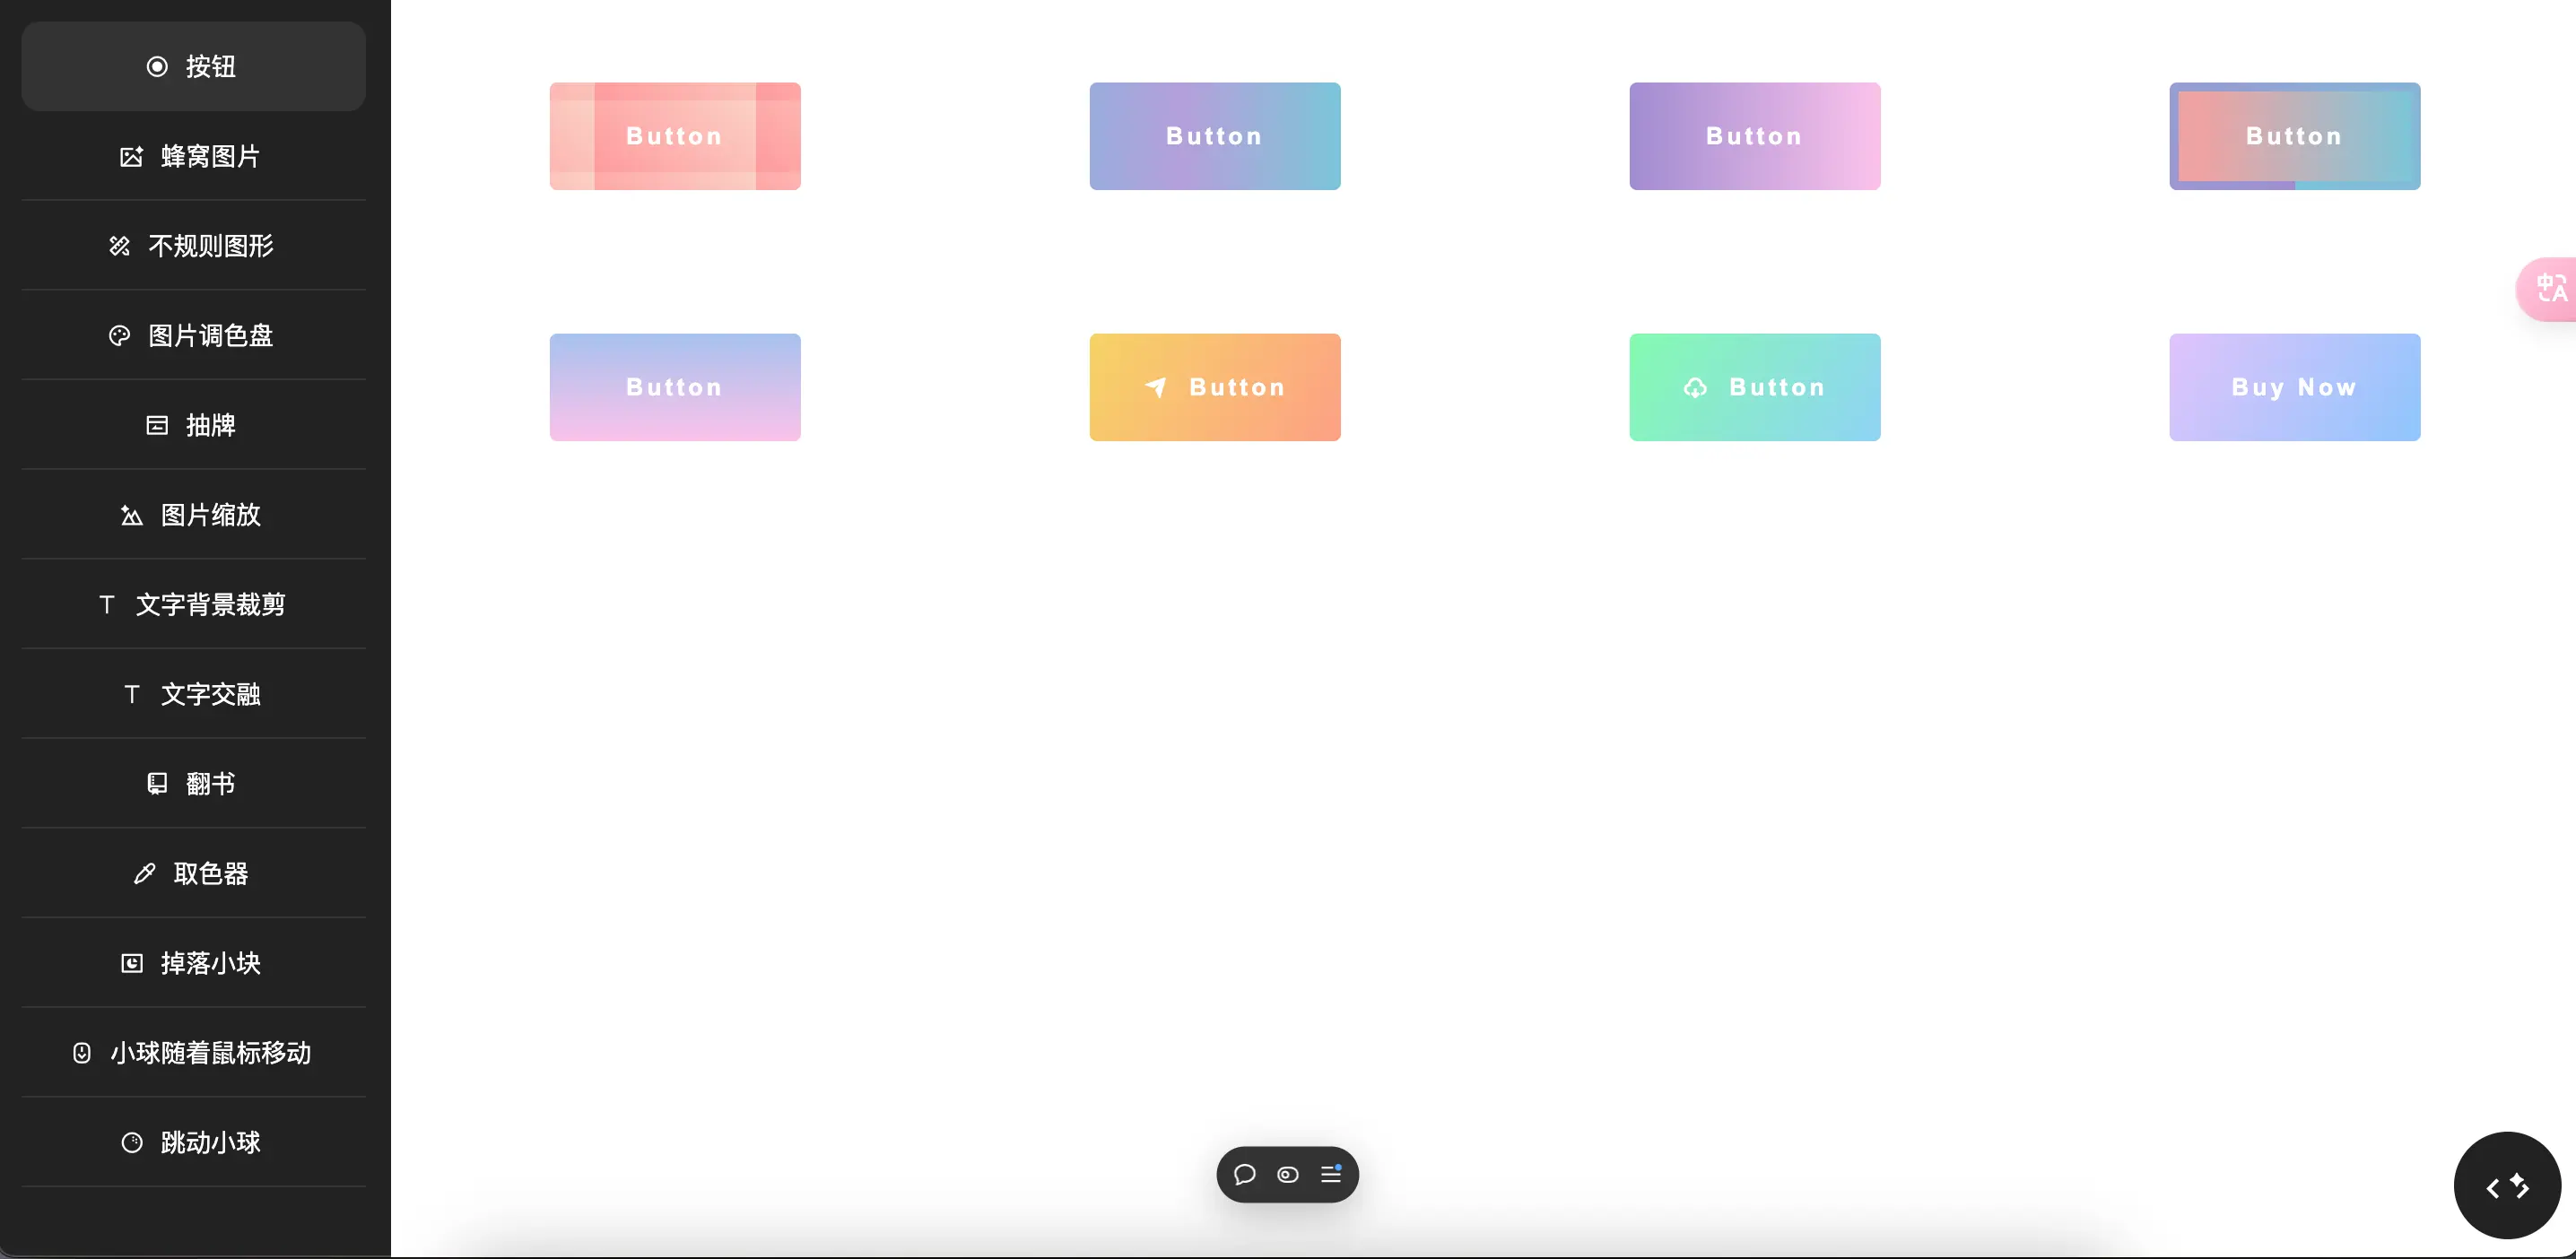 按钮
蜂窝图片
不规则图形
图片调色盘
抽牌
图片缩放
文字背景裁剪
文字交融
翻书
取色器
掉落小块
小球随着鼠标移动
跳动小球
Button
Button
Button
Button
Button
Button
Button
Buy Now
中A